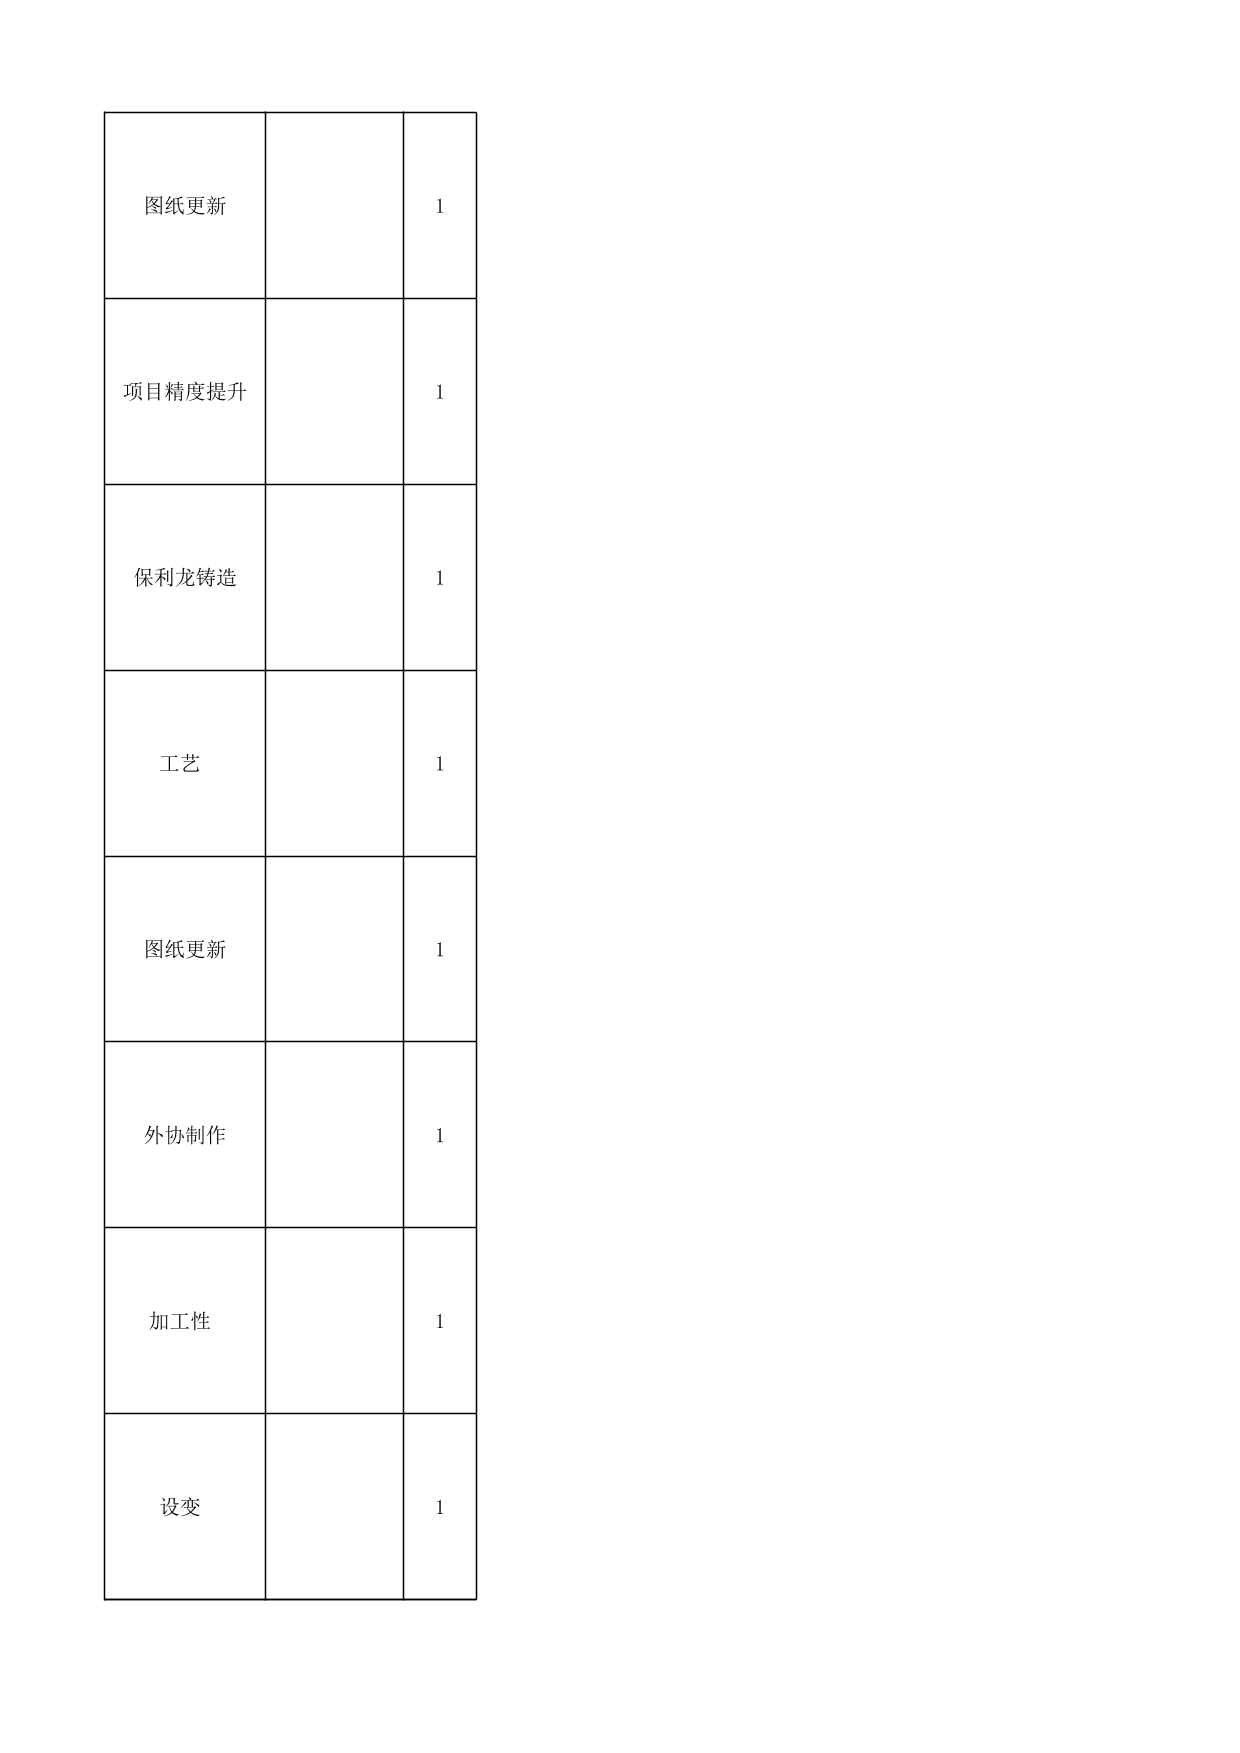 图纸更新 1
项目精度提升 1
保利龙铸造 1
工艺 1
图纸更新 1
外协制作 1
加工性 1
设变 1